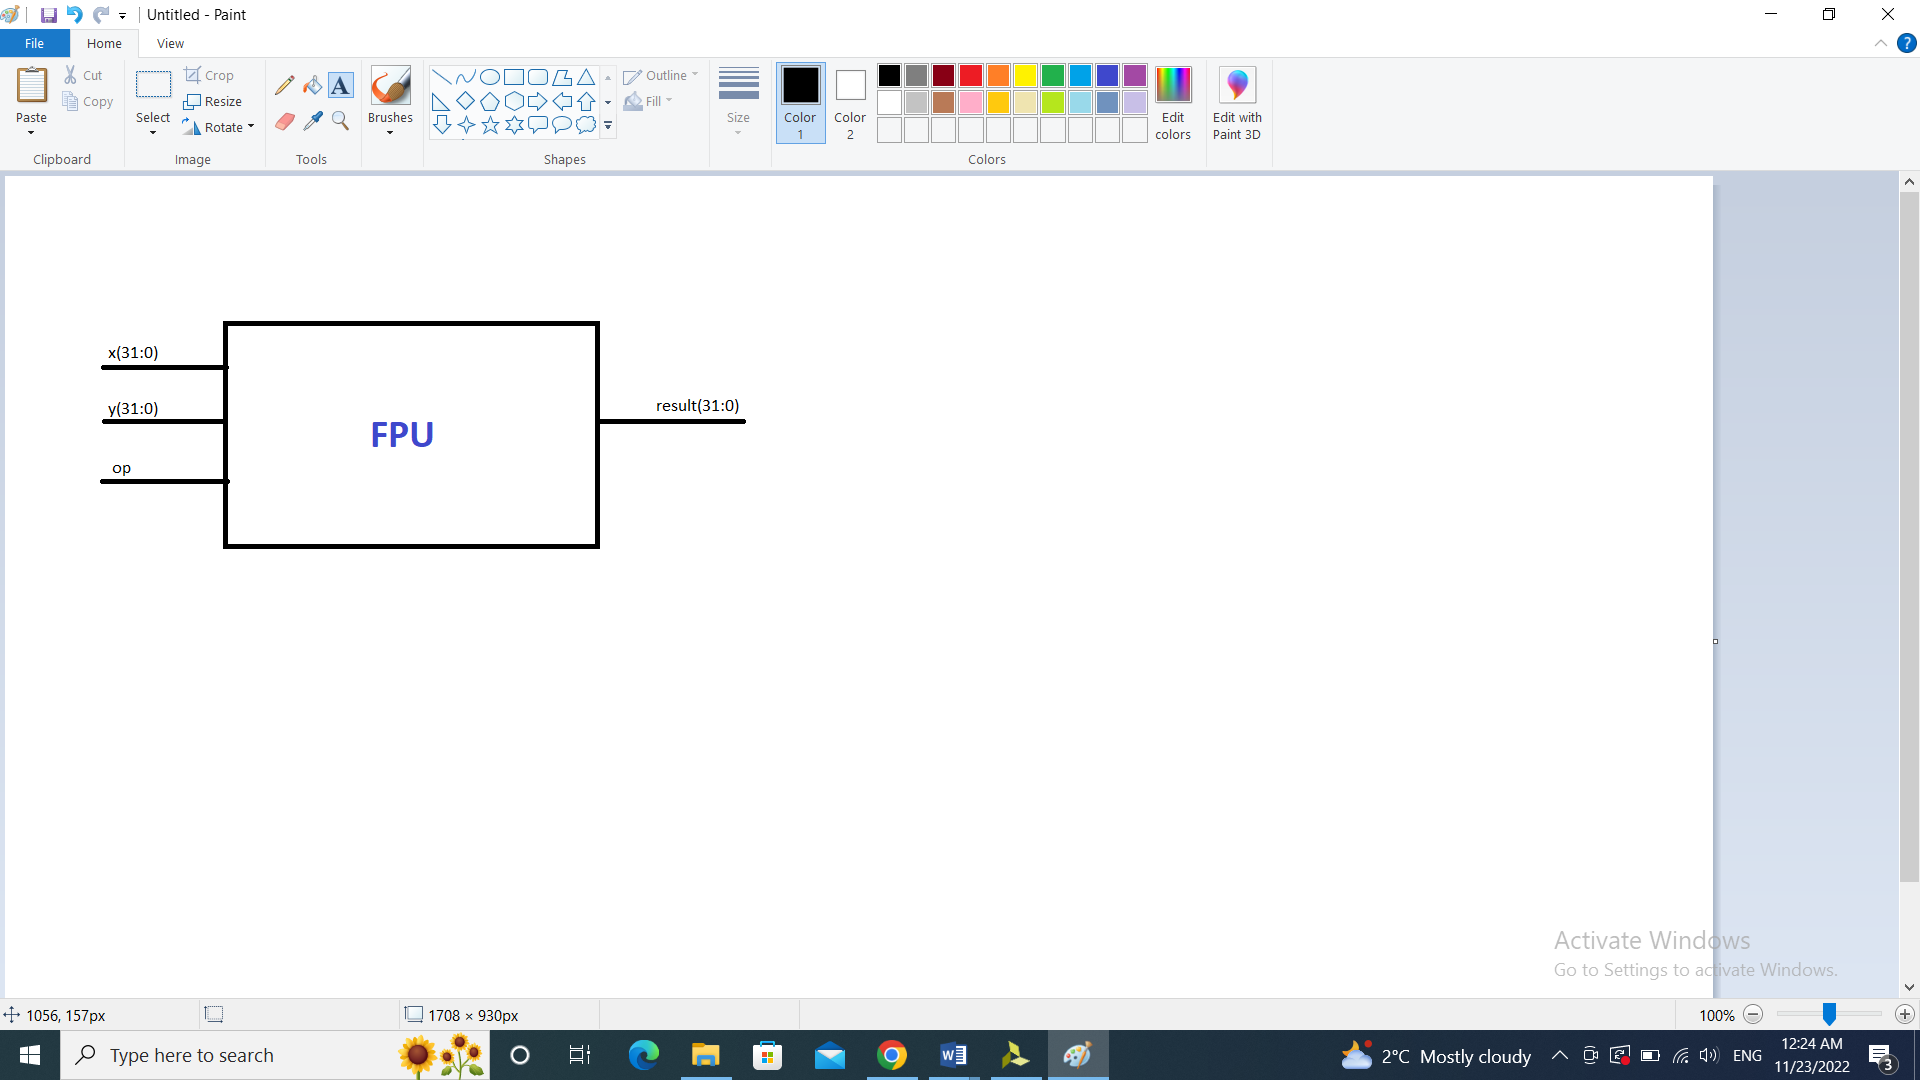 Untitled - Paint
File Home View
Paste
Cut
Copy
Clipboard
Select
Crop
Resize
Rotate
Image
A
Tools
Brushes
Shapes
Outline
Fill
Size
Color 1
Color 2
Edit colors
Colors
Edit with Paint 3D
?
x(31:0)
y(31:0)
op
FPU
result(31:0)
Activate Windows
Go to Settings to activate Windows.
1056, 157px
1708 × 930px
100%
Type here to search
2°C Mostly cloudy
ENG
12:24 AM
11/23/2022
3